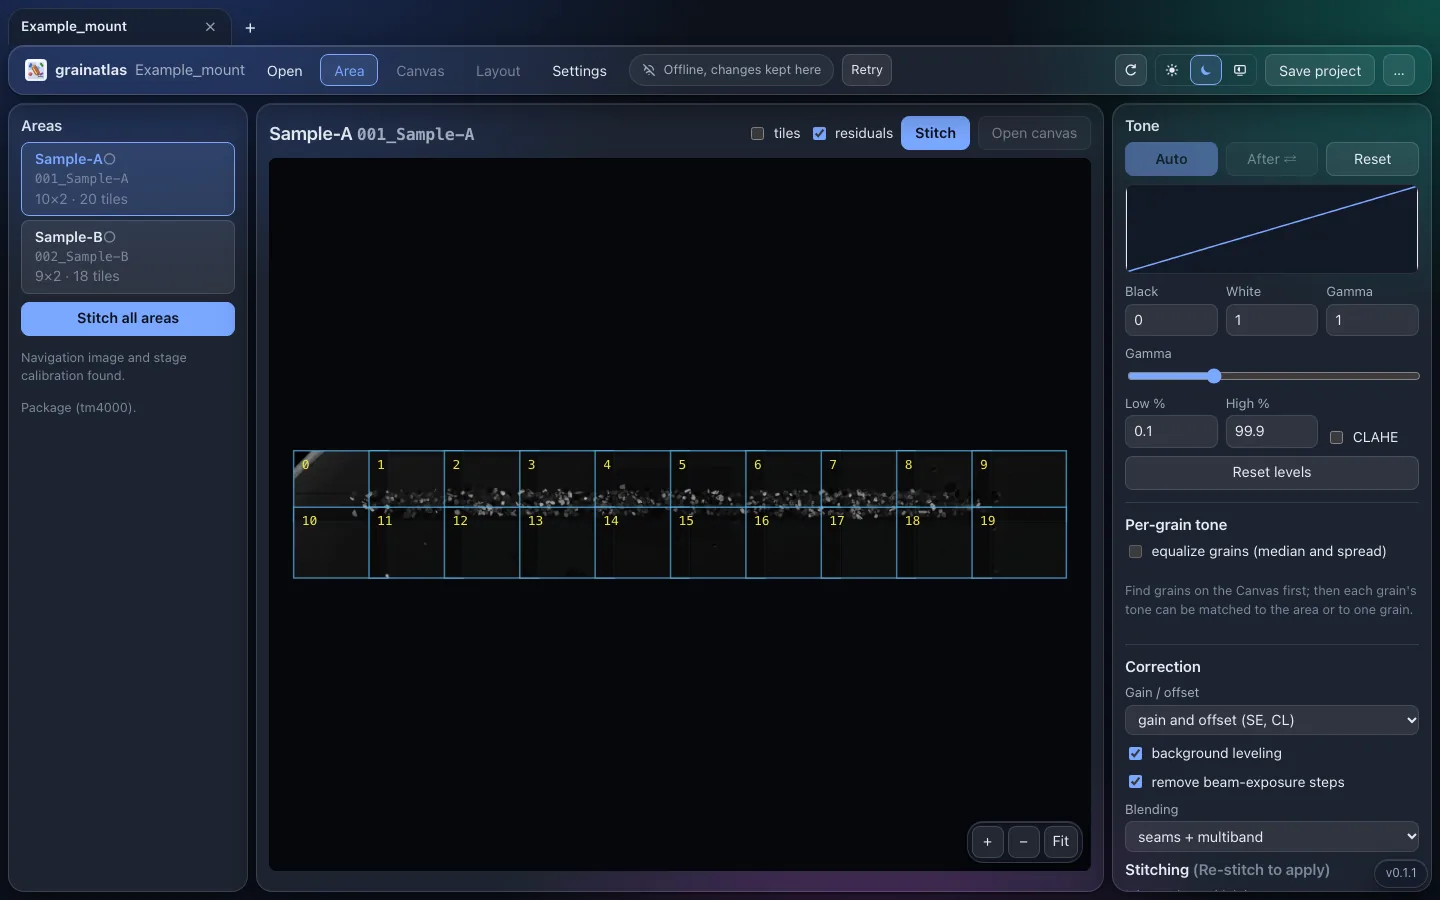 Example_mount
grainatlas Example_mount Open Area Canvas Layout Settings Offline, changes kept here Retry Save project ...
Areas
Sample-A
001_Sample-A
10×2 · 20 tiles
Sample-B
002_Sample-B
9×2 · 18 tiles
Stitch all areas
Navigation image and stage
calibration found.
Package (tm4000).
Sample-A 001_Sample-A tiles residuals Stitch Open canvas
0 1 2 3 4 5 6 7 8 9
10 11 12 13 14 15 16 17 18 19
+ − Fit
Tone
Auto After ⇌ Reset
Black White Gamma
0 1 1
Gamma
Low % High %
0.1 99.9 CLAHE
Reset levels
Per-grain tone
equalize grains (median and spread)
Find grains on the Canvas first; then each grain's
tone can be matched to the area or to one grain.
Correction
Gain / offset
gain and offset (SE, CL)
background leveling
remove beam-exposure steps
Blending
seams + multiband
Stitching (Re-stitch to apply)
v0.1.1